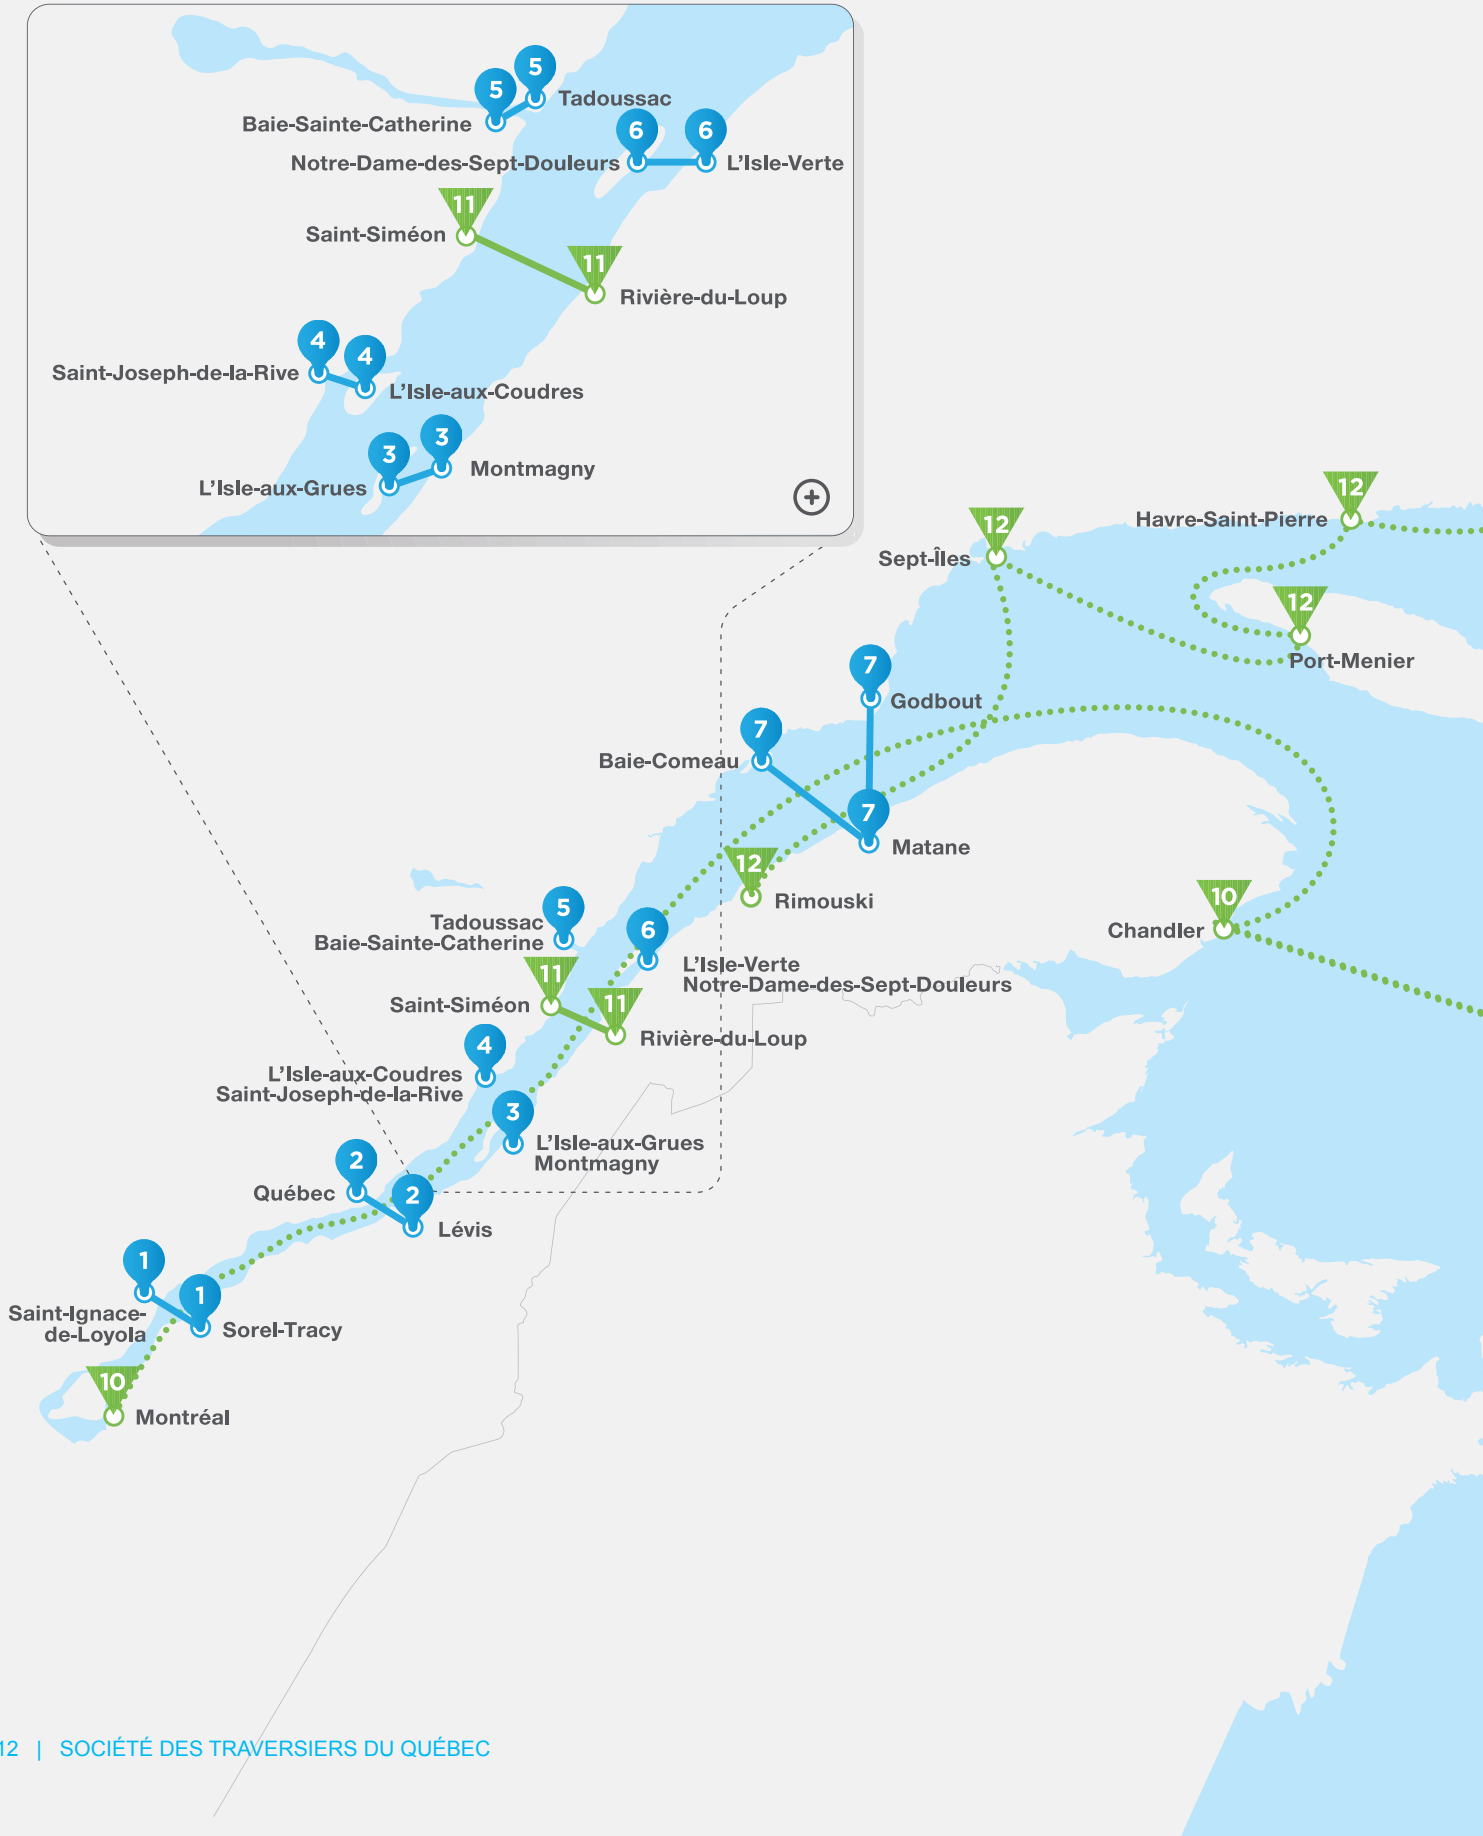 5
5
Tadoussac
Baie-Sainte-Catherine
6
6
Notre-Dame-des-Sept-Douleurs
L'Isle-Verte
11
Saint-Siméon
11
Rivière-du-Loup
4
4
Saint-Joseph-de-la-Rive
L'Isle-aux-Coudres
3
3
Montmagny
L'Isle-aux-Grues
12
Havre-Saint-Pierre
12
Sept-Îles
12
Port-Menier
7
Godbout
7
Baie-Comeau
7
Matane
12
Rimouski
10
Chandler
5
Tadoussac
Baie-Sainte-Catherine
6
L'Isle-Verte
Notre-Dame-des-Sept-Douleurs
11
Saint-Siméon
11
Rivière-du-Loup
4
L'Isle-aux-Coudres
Saint-Joseph-de-la-Rive
3
L'Isle-aux-Grues
Montmagny
2
Québec
2
Lévis
1
Saint-Ignace-
de-Loyola
1
Sorel-Tracy
10
Montréal
12 | SOCIÉTÉ DES TRAVERSIERS DU QUÉBEC